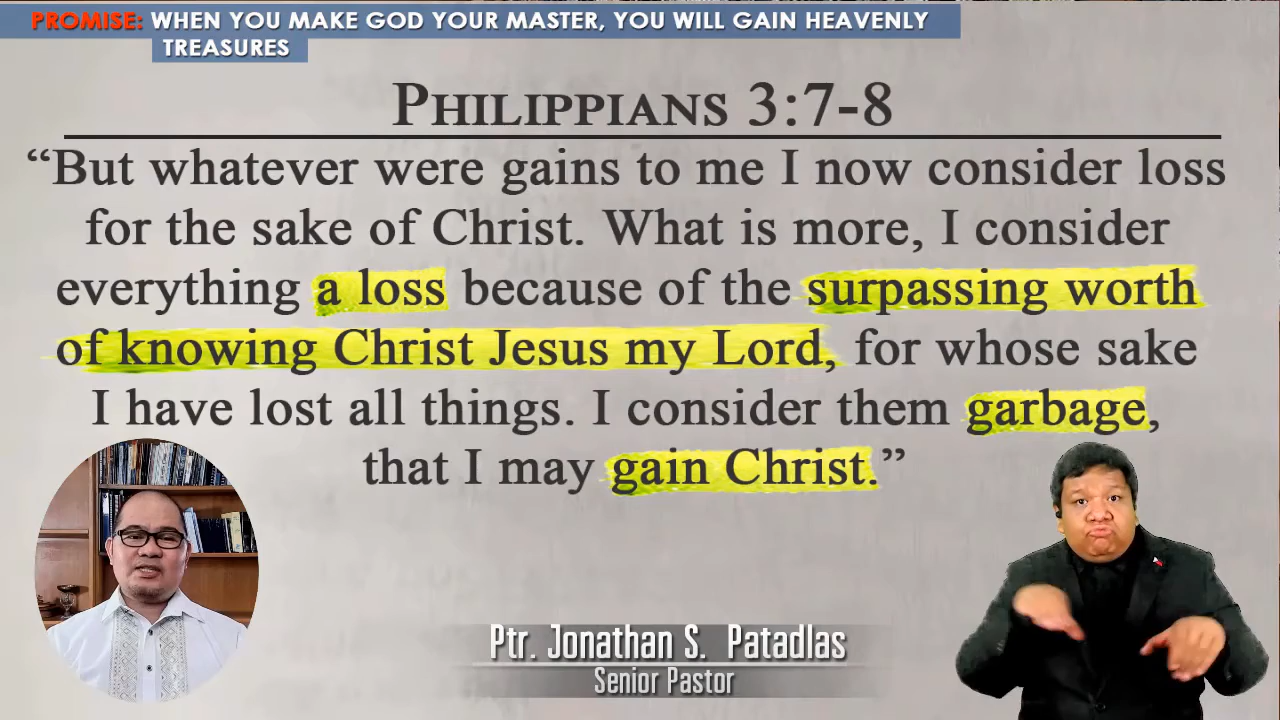 PROMISE: WHEN YOU MAKE GOD YOUR MASTER, YOU WILL GAIN HEAVENLY
TREASURES
PHILIPPIANS 3:7-8
“But whatever were gains to me I now consider loss
for the sake of Christ. What is more, I consider
everything a loss because of the surpassing worth
of knowing Christ Jesus my Lord, for whose sake
I have lost all things. I consider them garbage,
that I may gain Christ.”
Ptr. Jonathan S. Patadlas
Senior Pastor